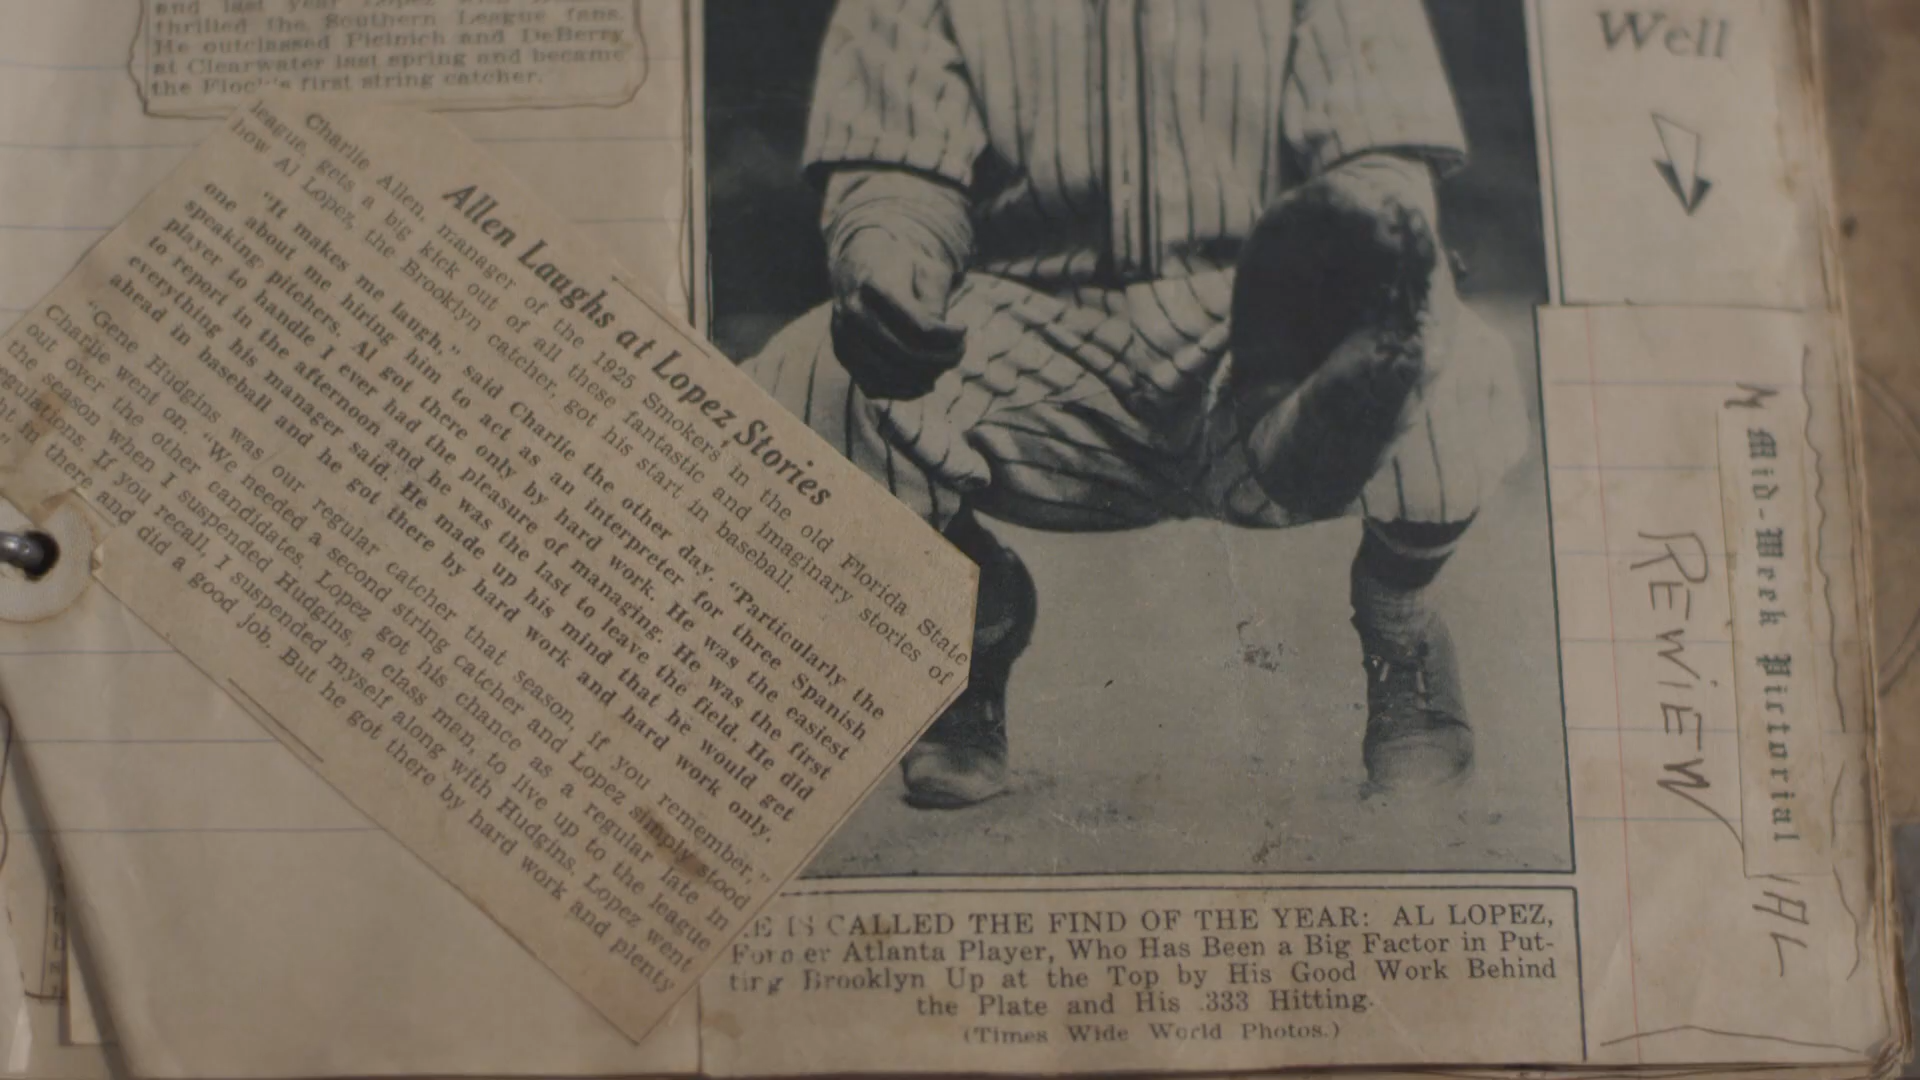 and last year Lopez
thrilled the Southern League fans.
He outclassed Picinich and DeBerry
at Clearwater last spring and became
the Flock's first string catcher.
Allen Laughs at Lopez Stories
Charlie Allen, manager of the 1925 Smokers in the old Florida State
league, gets a big kick out of all these fantastic and imaginary stories of
how Al Lopez, the Brooklyn catcher, got his start in baseball.
"It makes me laugh," said Charlie the other day. "Particularly the
one about me hiring him to act as an interpreter for three Spanish
speaking pitchers. Al got there only by hard work. He was the easiest
player to handle I ever had the pleasure of managing. He was the first
to report in the afternoon and he was the last to leave the field. He did
everything his manager said. He made up his mind that he would get
ahead in baseball and he got there by hard work and hard work only.
"Gene Hudgins was our regular catcher that season, if you remember,"
Charlie went on. "We needed a second string catcher and Lopez simply stood
out over the other candidates. Lopez got his chance as a regular late in
the season when I suspended Hudgins, a class man, to live up to the league
regulations. If you recall, I suspended myself along with Hudgins. Lopez went
in there and did a good job. But he got there by hard work and plenty
Well
Mid-Week Pictorial
REWIEW
E IS CALLED THE FIND OF THE YEAR: AL LOPEZ,
Former Atlanta Player, Who Has Been a Big Factor in Put-
ting Brooklyn Up at the Top by His Good Work Behind
the Plate and His .333 Hitting.
(Times Wide World Photos.)